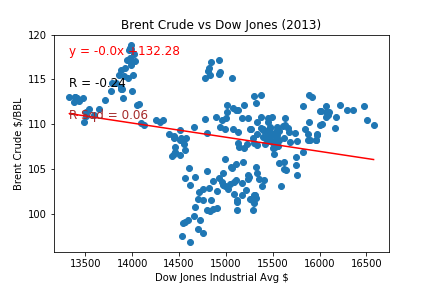 Brent Crude vs Dow Jones (2013)
y = -0.0x +132.28
R = -0.24
R sqd = 0.06
Brent Crude $/BBL
120
115
110
105
100
13500 14000 14500 15000 15500 16000 16500
Dow Jones Industrial Avg $